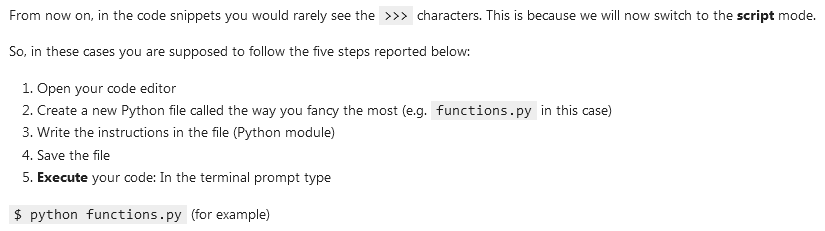 From now on, in the code snippets you would rarely see the >>> characters. This is because we will now switch to the script mode.
So, in these cases you are supposed to follow the five steps reported below:
1. Open your code editor
2. Create a new Python file called the way you fancy the most (e.g. functions.py in this case)
3. Write the instructions in the file (Python module)
4. Save the file
5. Execute your code: In the terminal prompt type
$ python functions.py (for example)